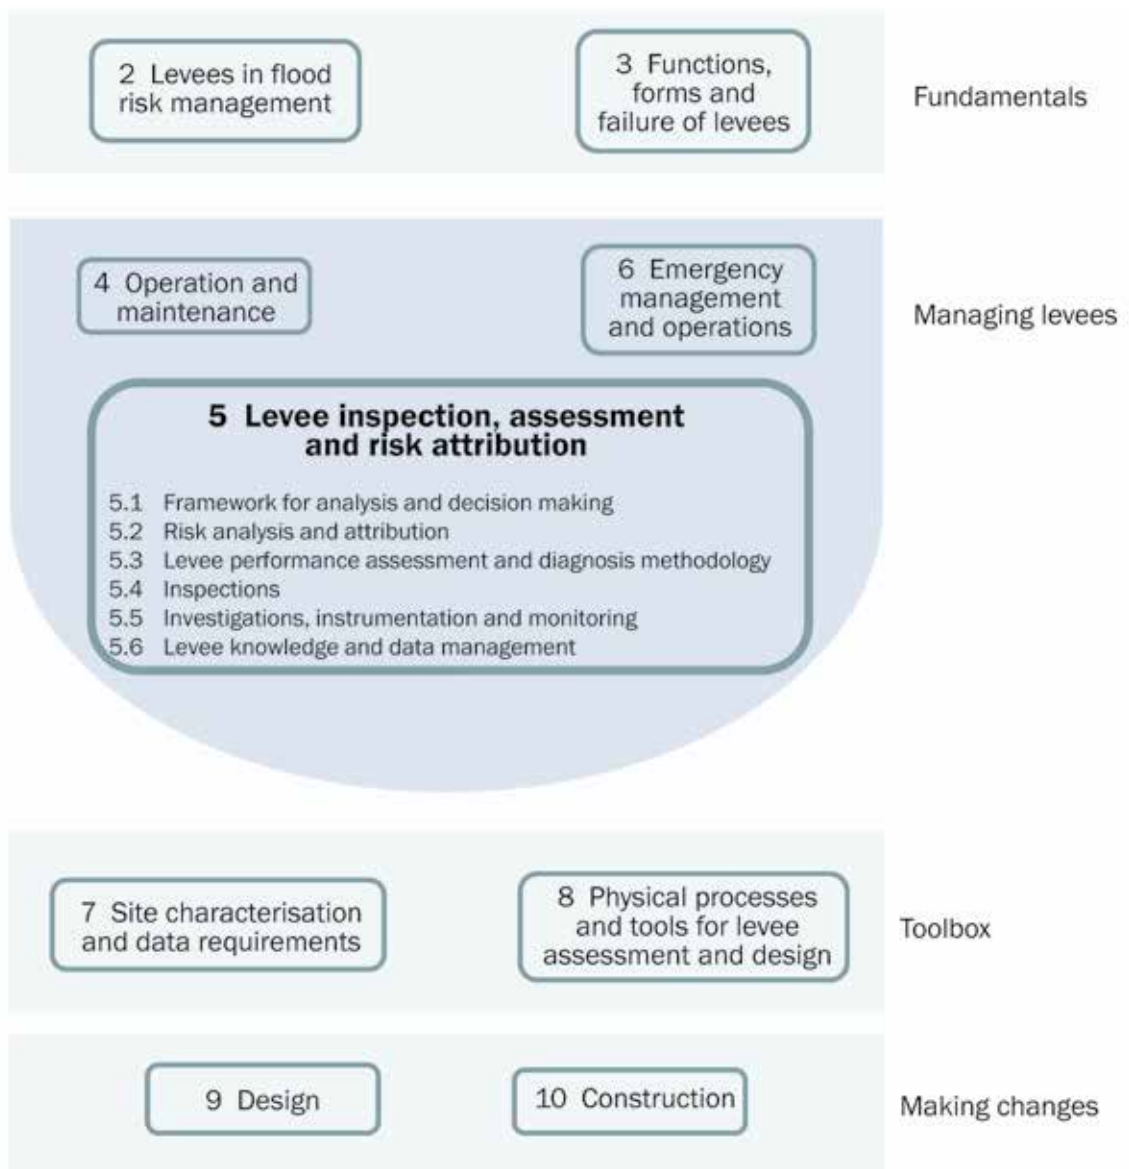 2 Levees in flood
risk management
3 Functions,
forms and
failure of levees
Fundamentals
4 Operation and
maintenance
6 Emergency
management
and operations
Managing levees
5 Levee inspection, assessment
and risk attribution
5.1 Framework for analysis and decision making
5.2 Risk analysis and attribution
5.3 Levee performance assessment and diagnosis methodology
5.4 Inspections
5.5 Investigations, instrumentation and monitoring
5.6 Levee knowledge and data management
7 Site characterisation
and data requirements
8 Physical processes
and tools for levee
assessment and design
Toolbox
9 Design
10 Construction
Making changes